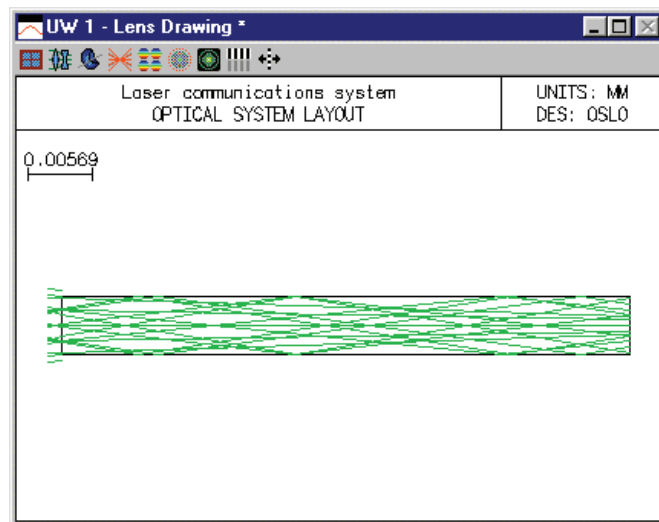 UW 1 - Lens Drawing *
Laser communications system
OPTICAL SYSTEM LAYOUT
UNITS: MM
DES: OSLO
0.00569